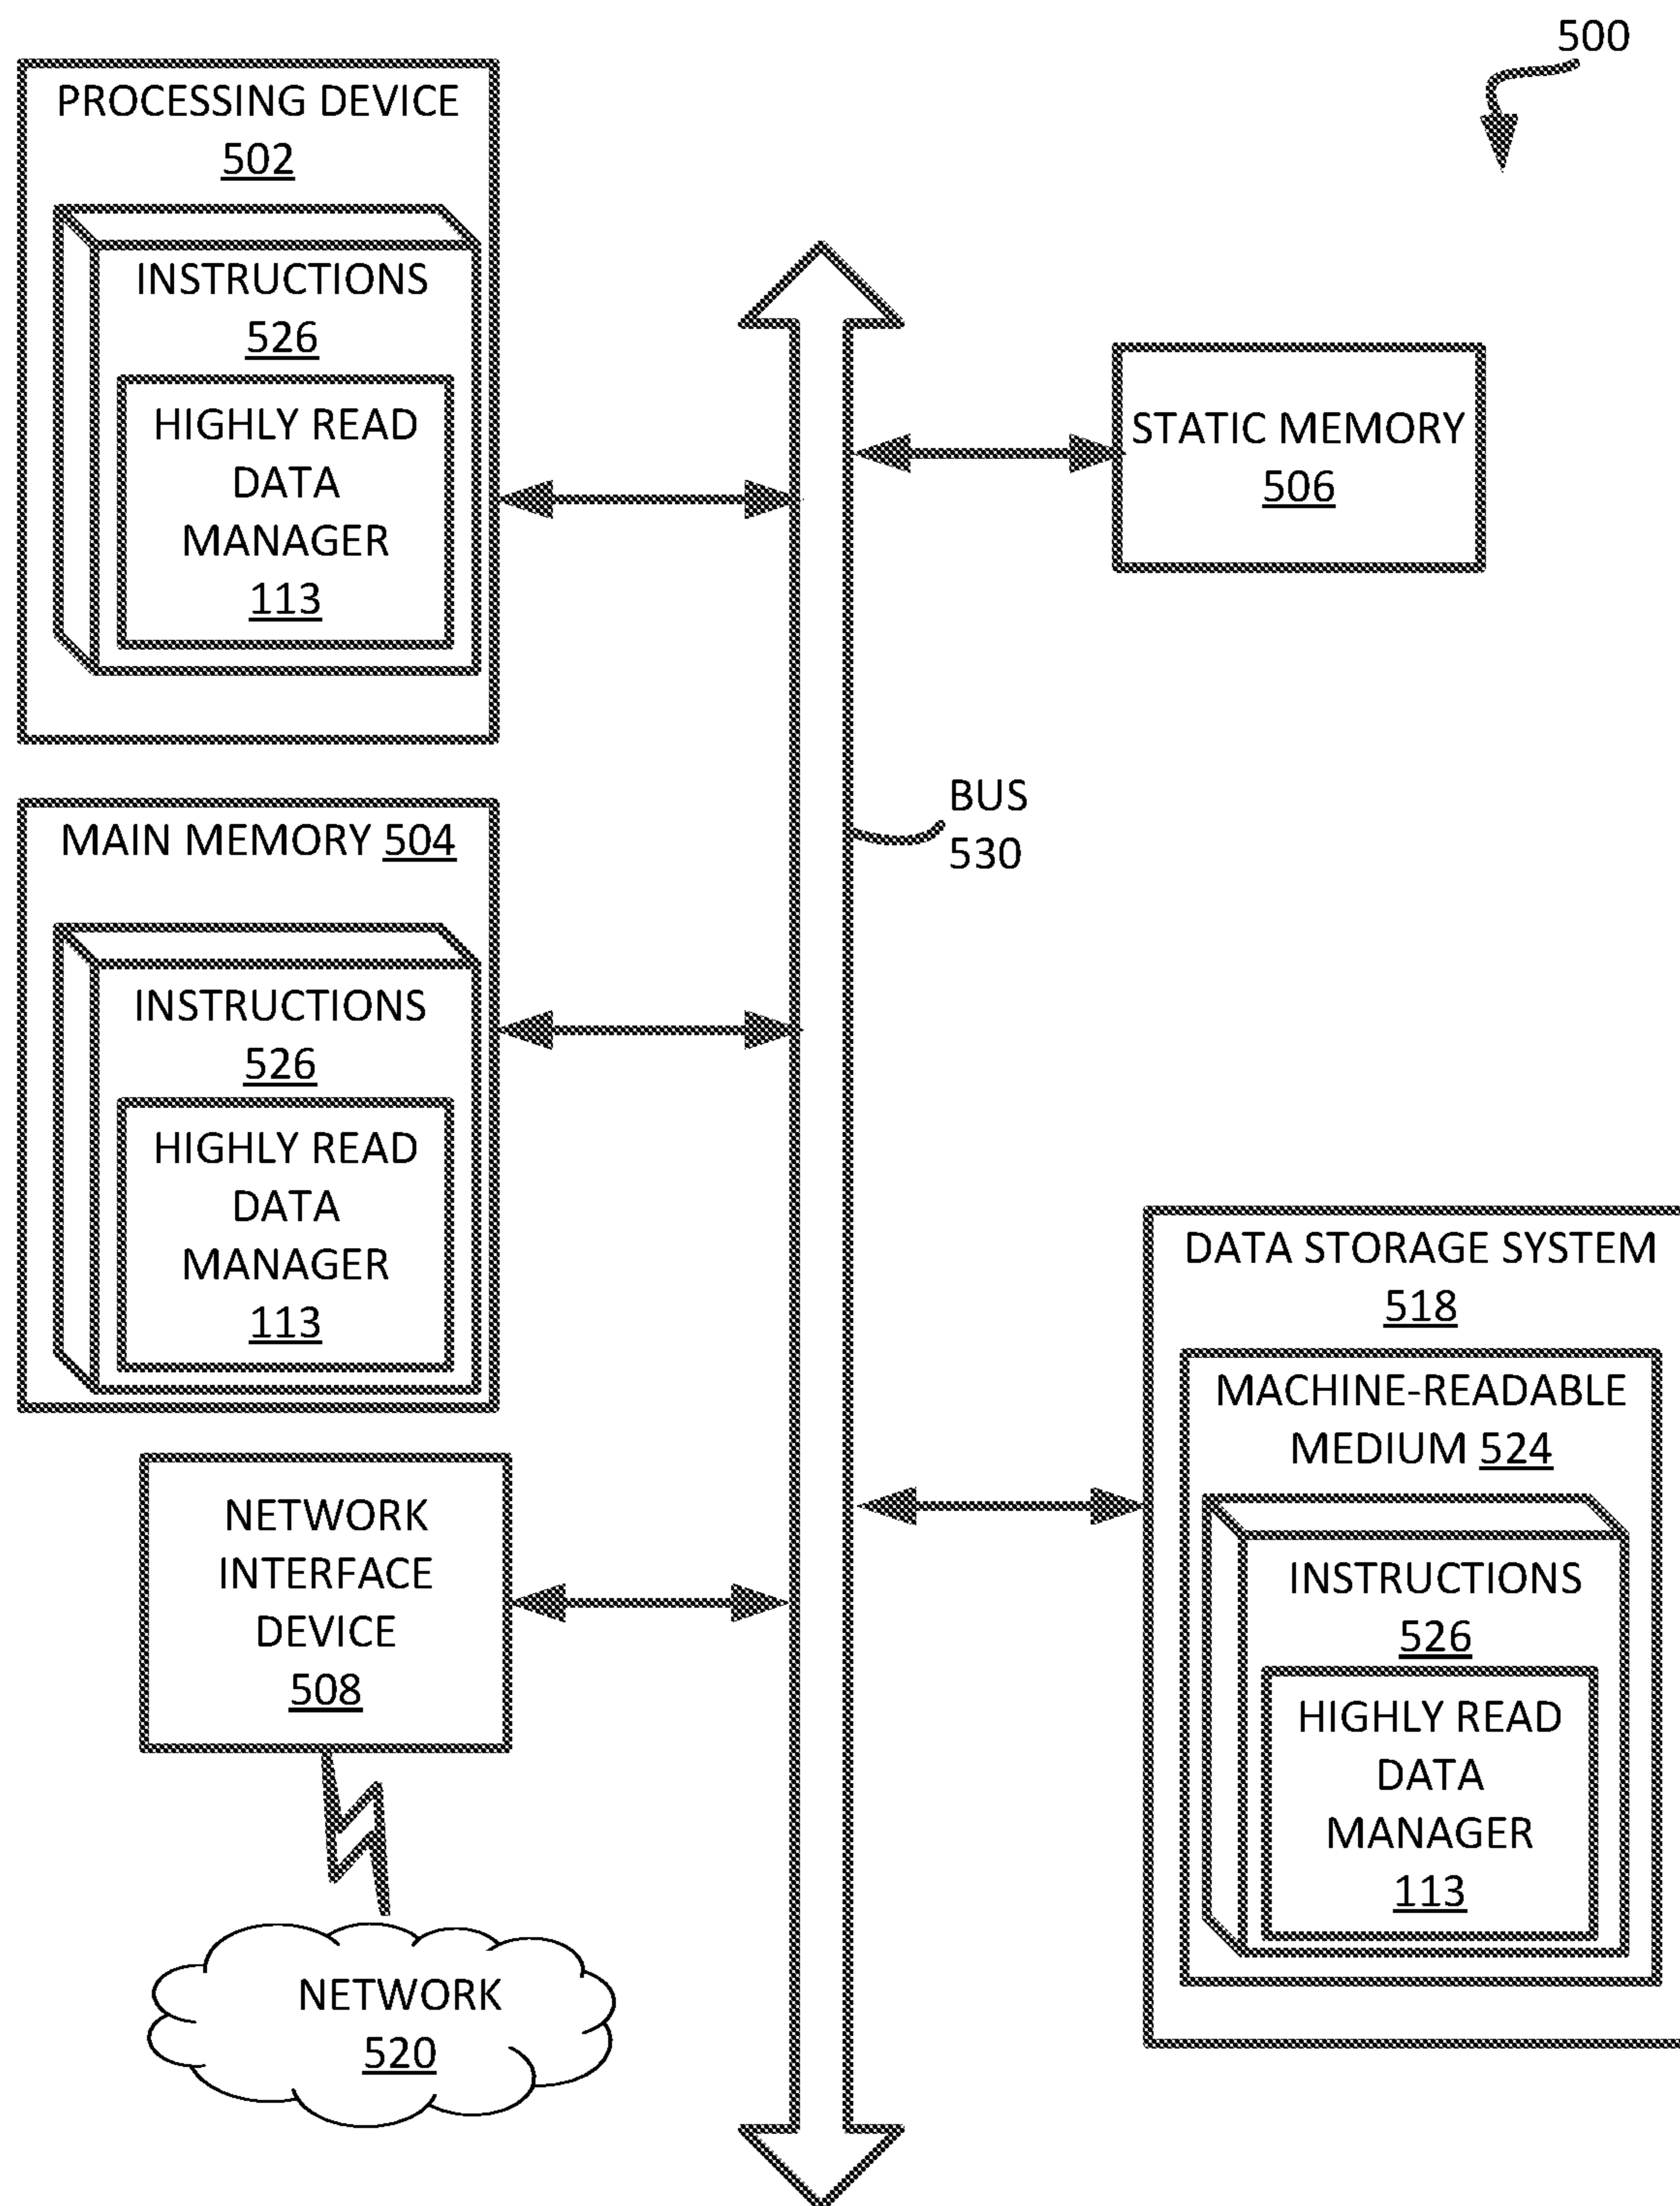 500
PROCESSING DEVICE
502
INSTRUCTIONS
526
HIGHLY READ
DATA
MANAGER
113
STATIC MEMORY
506
BUS
530
MAIN MEMORY 504
INSTRUCTIONS
526
HIGHLY READ
DATA
MANAGER
113
DATA STORAGE SYSTEM
518
MACHINE-READABLE
MEDIUM 524
INSTRUCTIONS
526
HIGHLY READ
DATA
MANAGER
113
NETWORK
INTERFACE
DEVICE
508
NETWORK
520